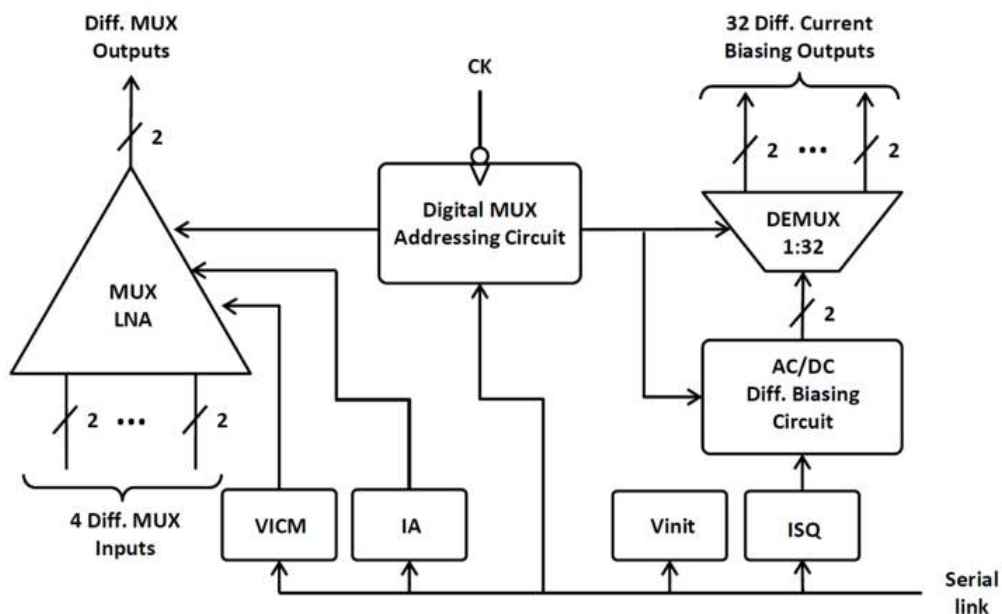 Diff. MUX
Outputs
2
32 Diff. Current
Biasing Outputs
CK
2 ••• 2
Digital MUX
Addressing Circuit
DEMUX
1:32
MUX
LNA
2
AC/DC
Diff. Biasing
Circuit
2 ••• 2
4 Diff. MUX
Inputs
VICM
IA
Vinit
ISQ
Serial
link